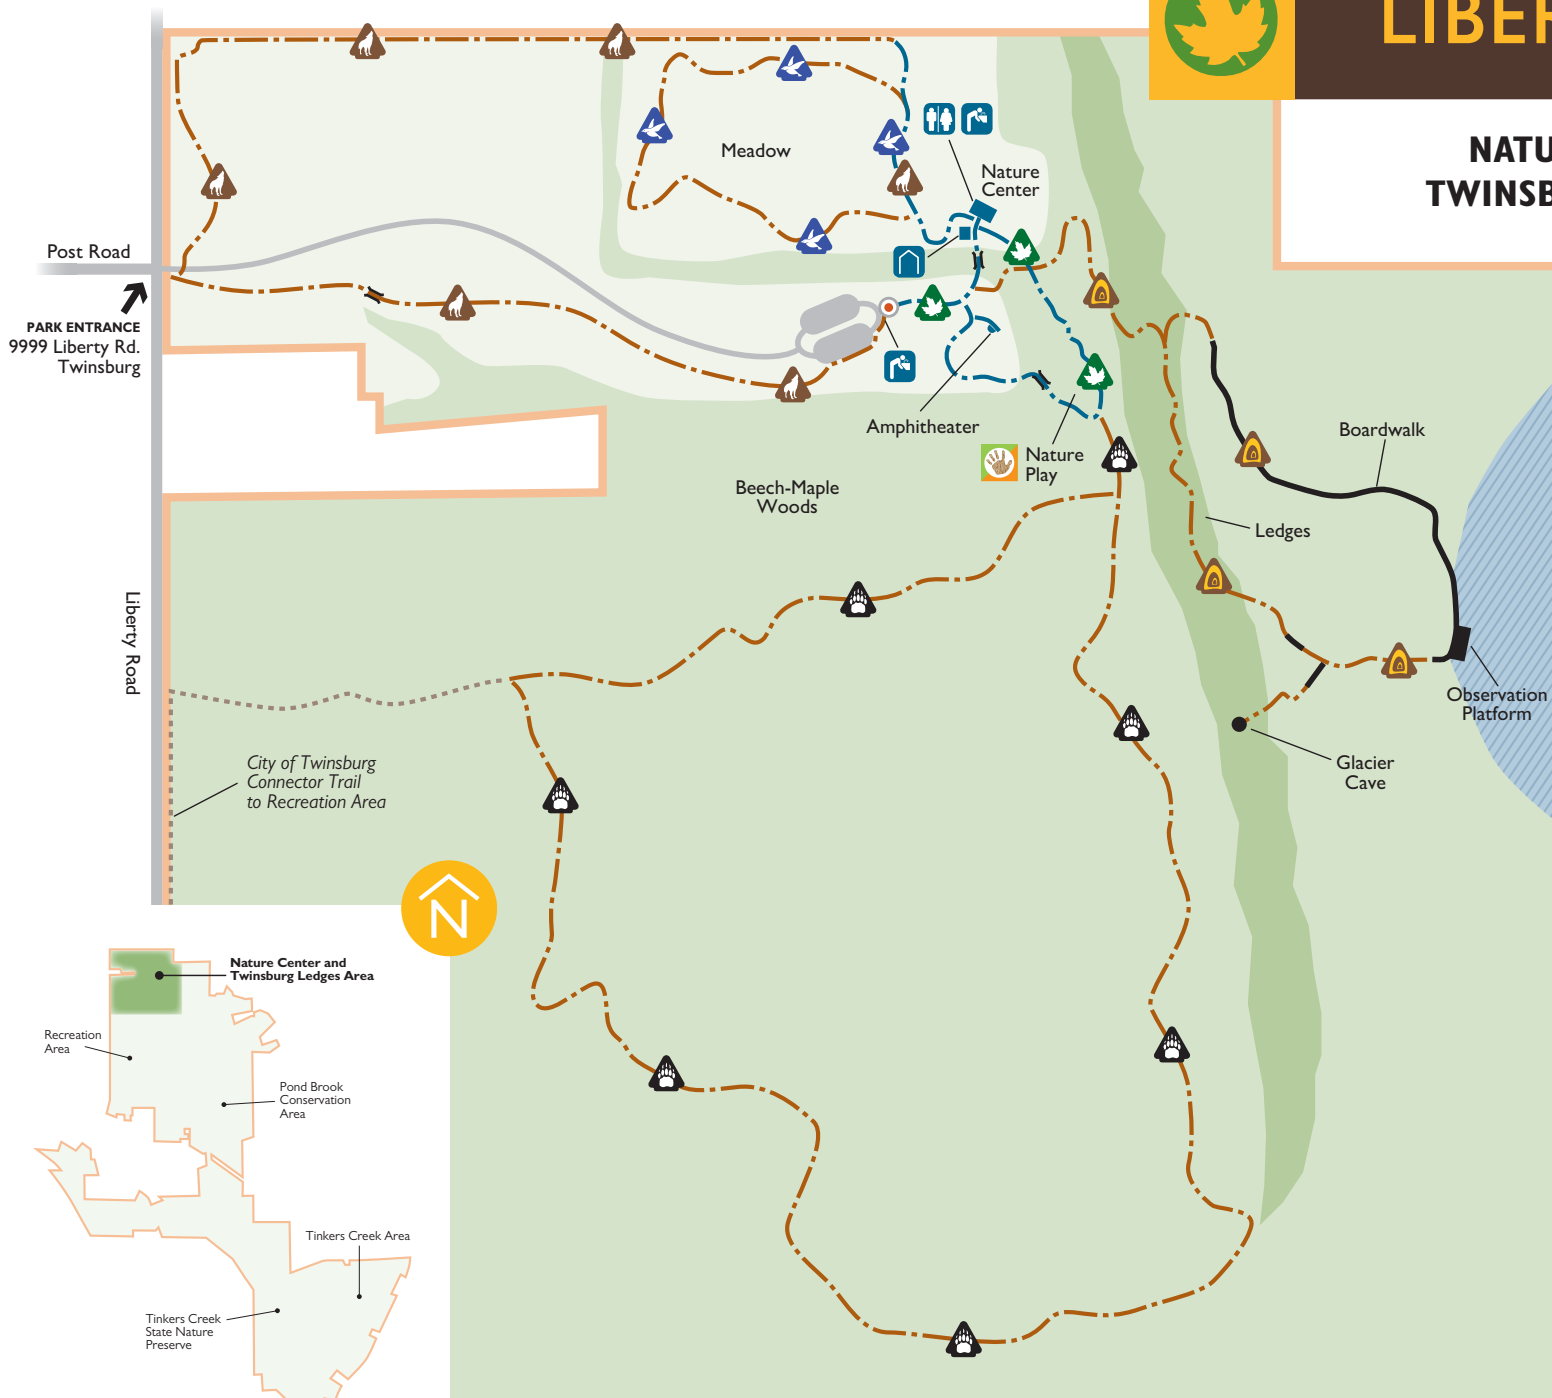 LIBER
NATU
TWINSB
Meadow
Nature
Center
Post Road
PARK ENTRANCE
9999 Liberty Rd.
Twinsburg
Amphitheater
Nature
Play
Boardwalk
Beech-Maple
Woods
Ledges
Liberty Road
Observation
Platform
Glacier
Cave
City of Twinsburg
Connector Trail
to Recreation Area
N
Nature Center and
Twinsburg Ledges Area
Recreation
Area
Pond Brook
Conservation
Area
Tinkers Creek Area
Tinkers Creek
State Nature
Preserve